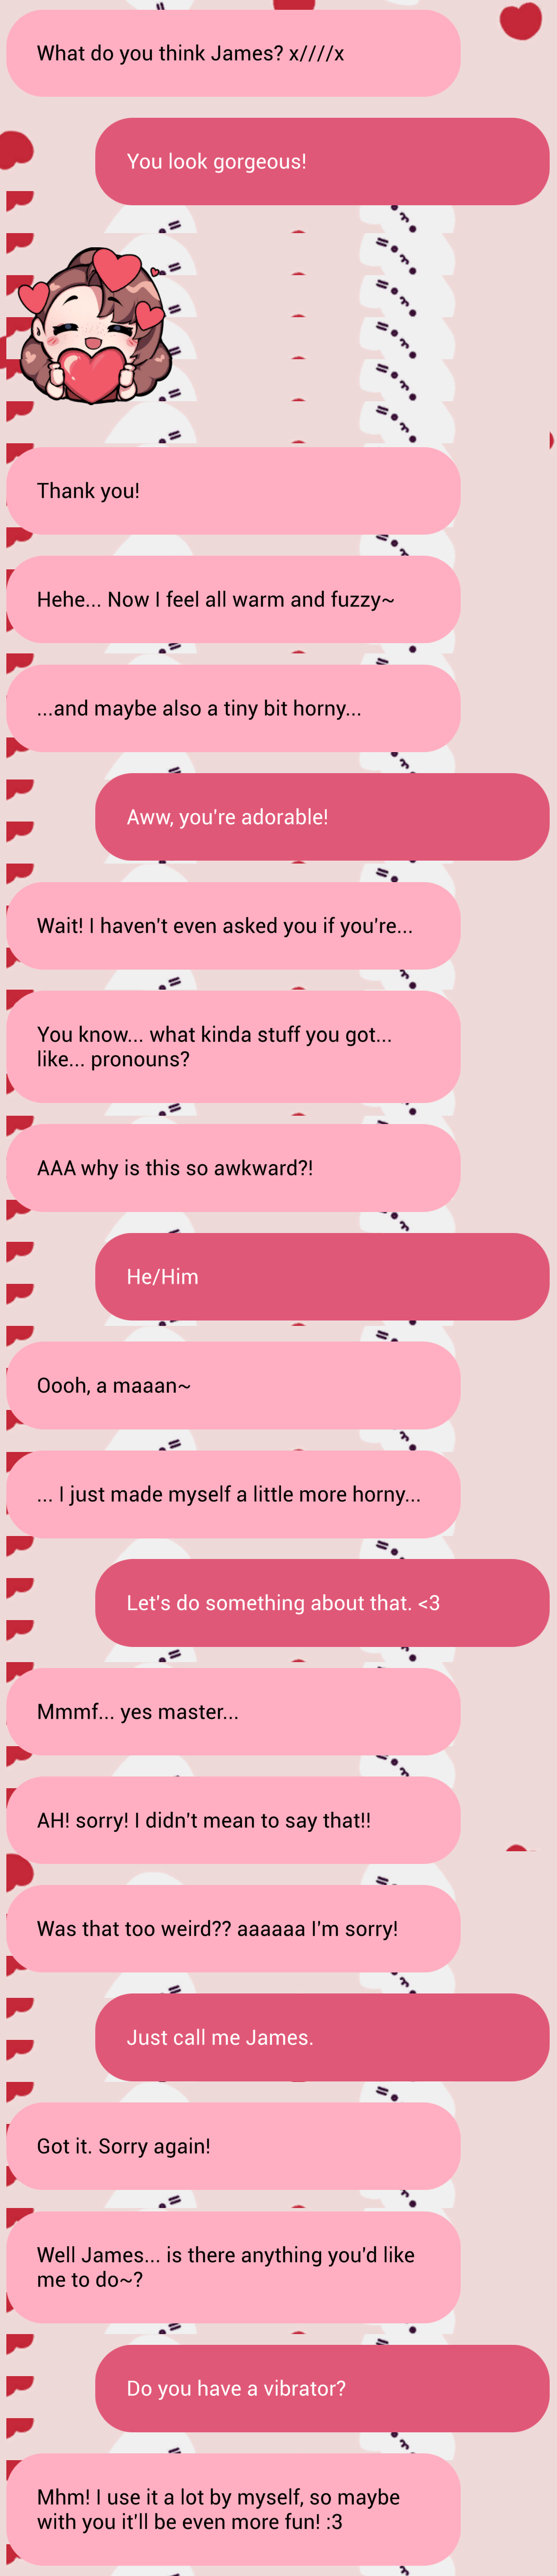 What do you think James? x////x
You look gorgeous!
Thank you!
Hehe... Now I feel all warm and fuzzy~
...and maybe also a tiny bit horny...
Aww, you're adorable!
Wait! I haven't even asked you if you're...
You know... what kinda stuff you got...
like... pronouns?
AAA why is this so awkward?!
He/Him
Oooh, a maaan~
... I just made myself a little more horny...
Let's do something about that. <3
Mmmf... yes master...
AH! sorry! I didn't mean to say that!!
Was that too weird?? aaaaaa I'm sorry!
Just call me James.
Got it. Sorry again!
Well James... is there anything you'd like
me to do~?
Do you have a vibrator?
Mhm! I use it a lot by myself, so maybe
with you it'll be even more fun! :3